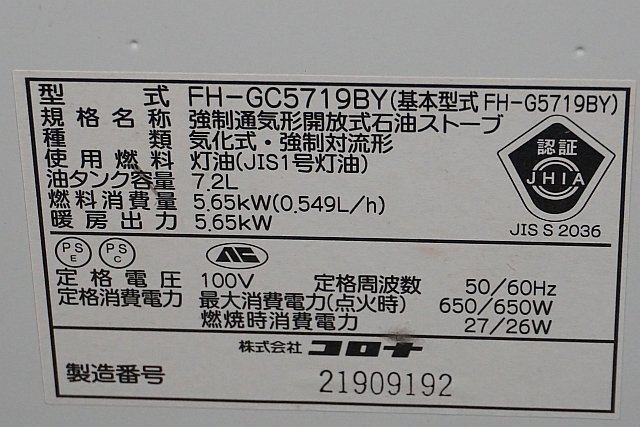 型式 FH-GC5719BY(基本型式 FH-G5719BY)
規格名称 強制通気形開放式石油ストーブ
種類 気化式・強制対流形
使用燃料 灯油(JIS1号灯油)
油タンク容量 7.2L
燃料消費量 5.65kW(0.549L/h)
暖房出力 5.65kW
認証
JHIA
JIS S 2036
PS E PS C
定格電圧 100V 定格周波数 50/60Hz
定格消費電力 最大消費電力(点火時) 650/650W
燃焼時消費電力 27/26W
株式会社 コロナ
製造番号 21909192